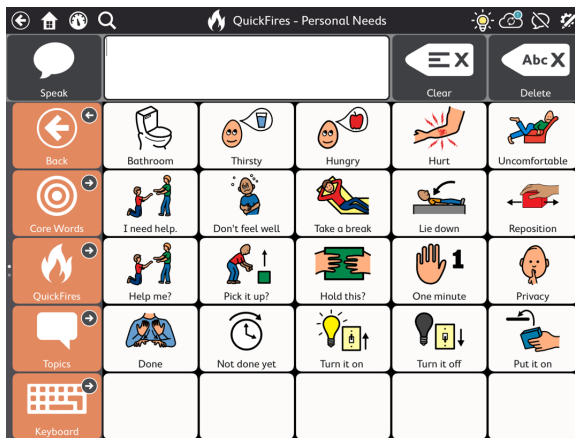 QuickFires - Personal Needs
Speak
Clear
Abc X
Delete
Back
Bathroom
Thirsty
Hungry
Hurt
Uncomfortable
Core Words
I need help.
Don't feel well
Take a break
Lie down
Reposition
QuickFires
Help me?
Pick it up?
Hold this?
1
One minute
Privacy
Topics
Done
Not done yet
Turn it on
Turn it off
Put it on
Keyboard